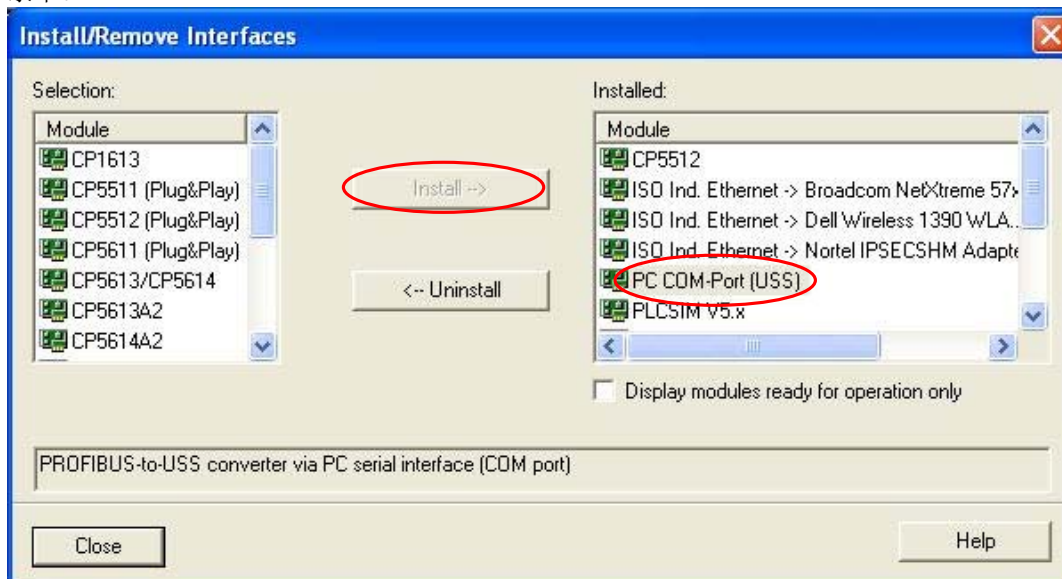 Install/Remove Interfaces
Selection:
Module
CP1613
CP5511 (Plug&Play)
CP5512 (Plug&Play)
CP5611 (Plug&Play)
CP5613/CP5614
CP5613A2
CP5614A2
Install -->
<-- Uninstall
Installed:
Module
CP5512
ISO Ind. Ethernet -> Broadcom NetXtreme 57
ISO Ind. Ethernet -> Dell Wireless 1390 WLA...
ISO Ind. Ethernet -> Nortel IPSECSHM Adapte
PC COM-Port (USS)
PLCSIM V5.x
Display modules ready for operation only
PROFIBUS-to-USS converter via PC serial interface (COM port)
Close
Help